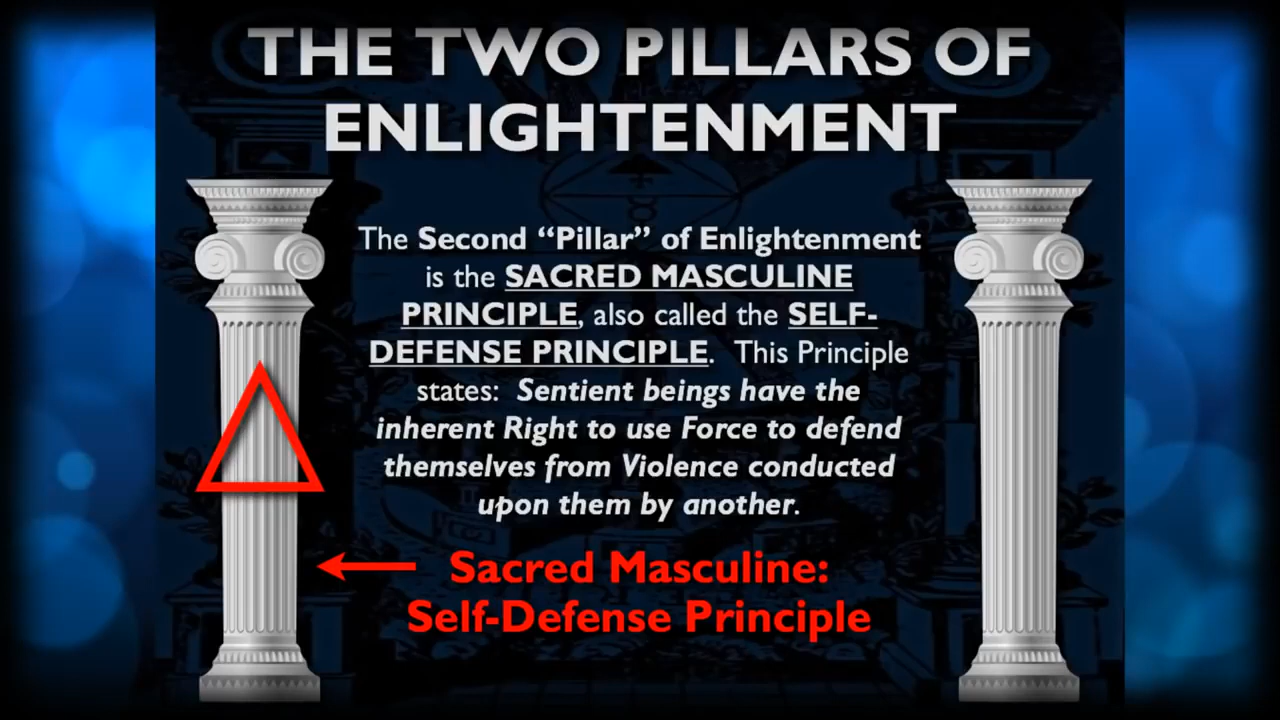 THE TWO PILLARS OF
ENLIGHTENMENT
The Second “Pillar” of Enlightenment
is the SACRED MASCULINE
PRINCIPLE, also called the SELF-
DEFENSE PRINCIPLE. This Principle
states: Sentient beings have the
inherent Right to use Force to defend
themselves from Violence conducted
upon them by another.
Sacred Masculine:
Self-Defense Principle